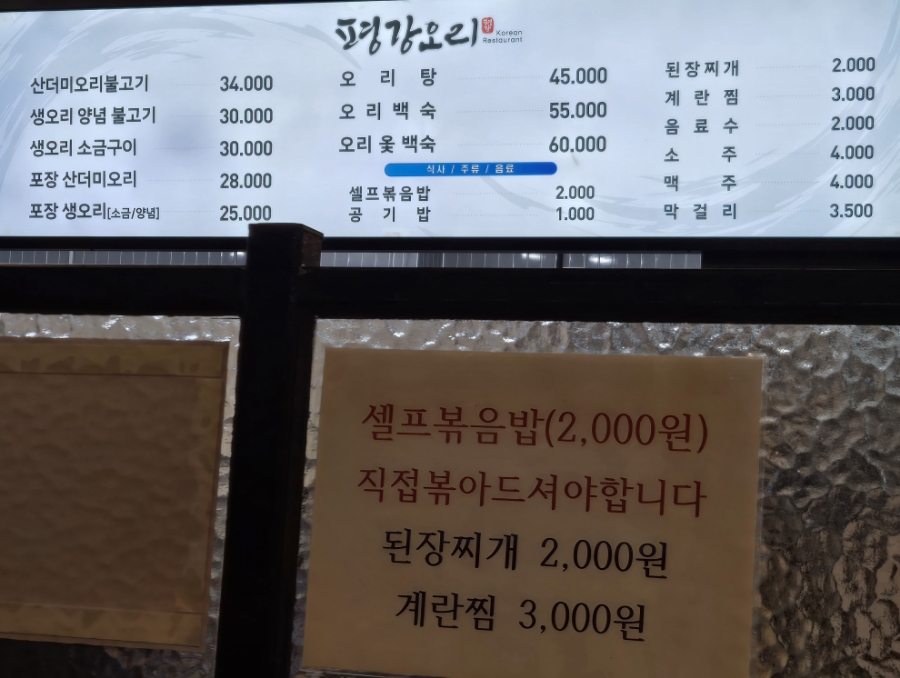 평강오리
Korean
Restaurant
산더미오리불고기 34.000
생오리 양념 불고기 30.000
생오리 소금구이 30.000
포장 산더미오리 28.000
포장 생오리[소금/양념] 25.000
오 리 탕 45.000
오 리 백 숙 55.000
오리 옻 백숙 60.000
식사 / 주류 / 음료
셀프볶음밥 2.000
공 기 밥 1.000
된장찌개 2.000
계 란 찜 3.000
음 료 수 2.000
소 주 4.000
맥 주 4.000
막 걸 리 3.500
셀프볶음밥(2,000원)
직접볶아드셔야합니다
된장찌개 2,000원
계란찜 3,000원